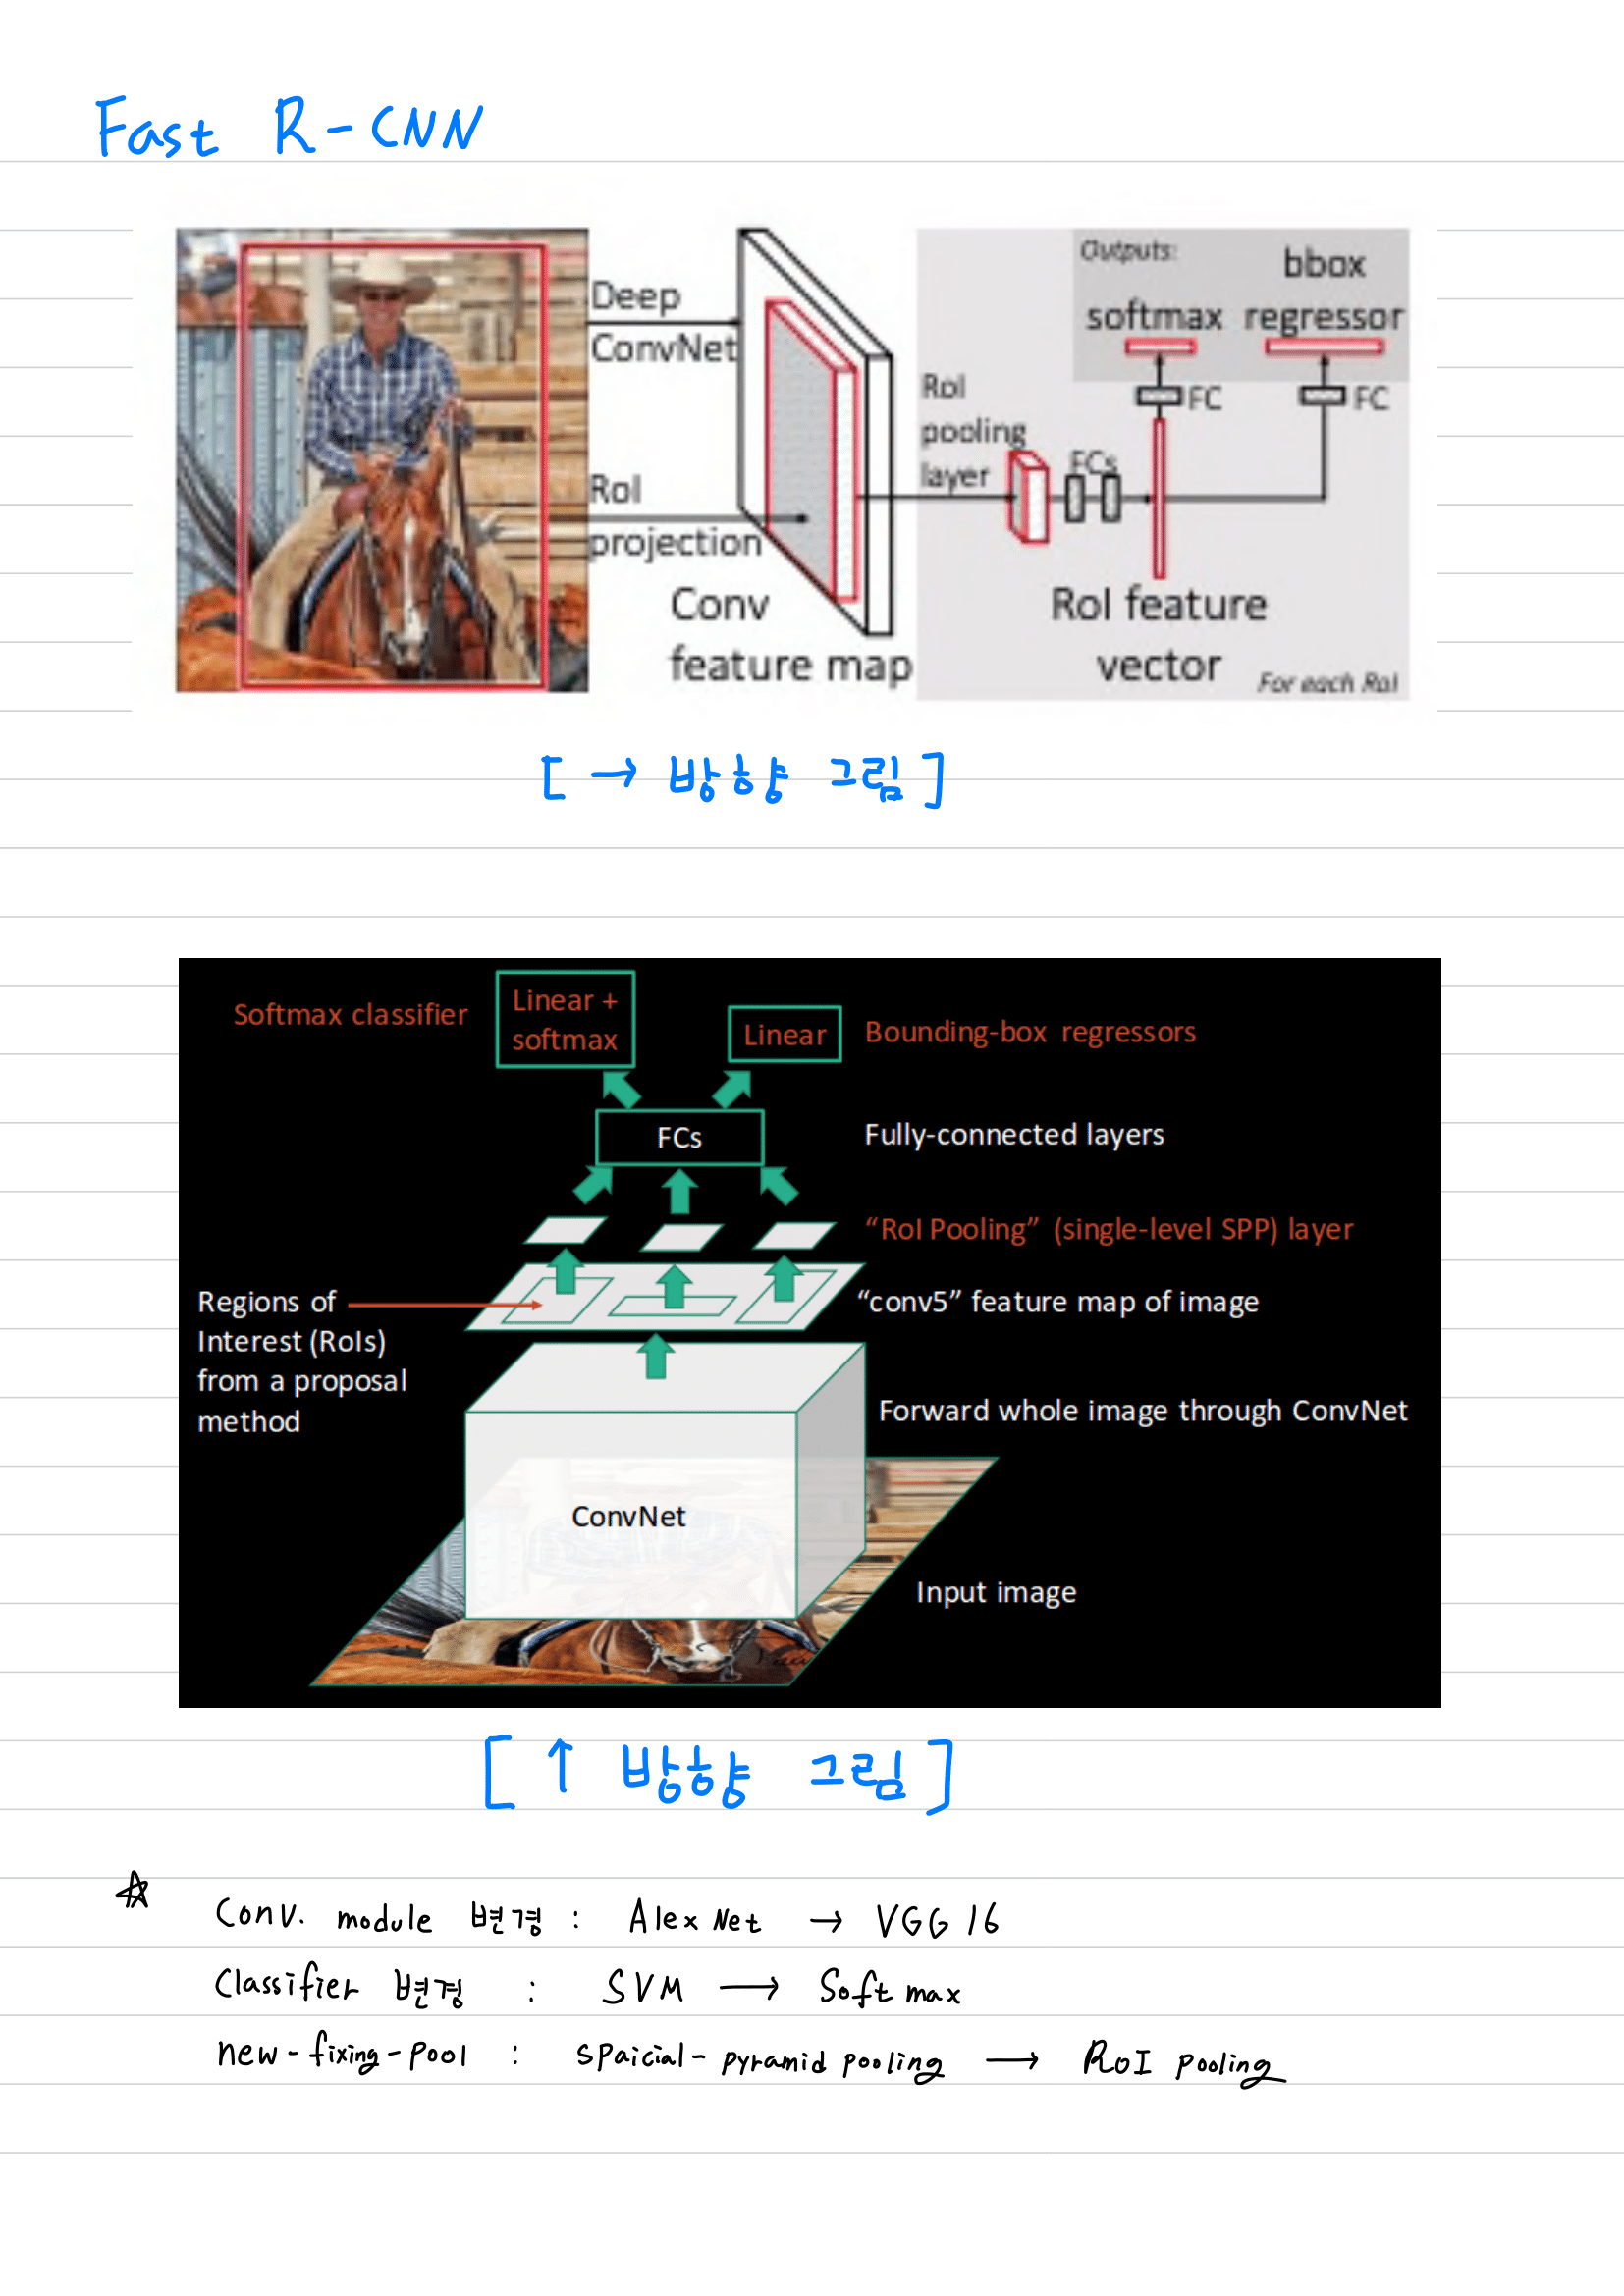 Fast R-CNN
Deep
ConvNet
RoI
projection
Conv
feature map
RoI
pooling
layer
FCs
Outputs:
softmax
bbox
regressor
FC
FC
RoI feature
vector
For each RoI
[ → 방향 그림 ]
Softmax classifier
Linear +
softmax
Linear
Bounding-box regressors
FCs
Fully-connected layers
“RoI Pooling” (single-level SPP) layer
Regions of
Interest (RoIs)
from a proposal
method
“conv5” feature map of image
Forward whole image through ConvNet
ConvNet
Input image
[ ↑ 방향 그림 ]
☆ Conv. module 변경 : AlexNet → VGG 16
Classifier 변경 : SVM → Softmax
new-fixing-pool : spaicial-pyramid pooling → RoI pooling